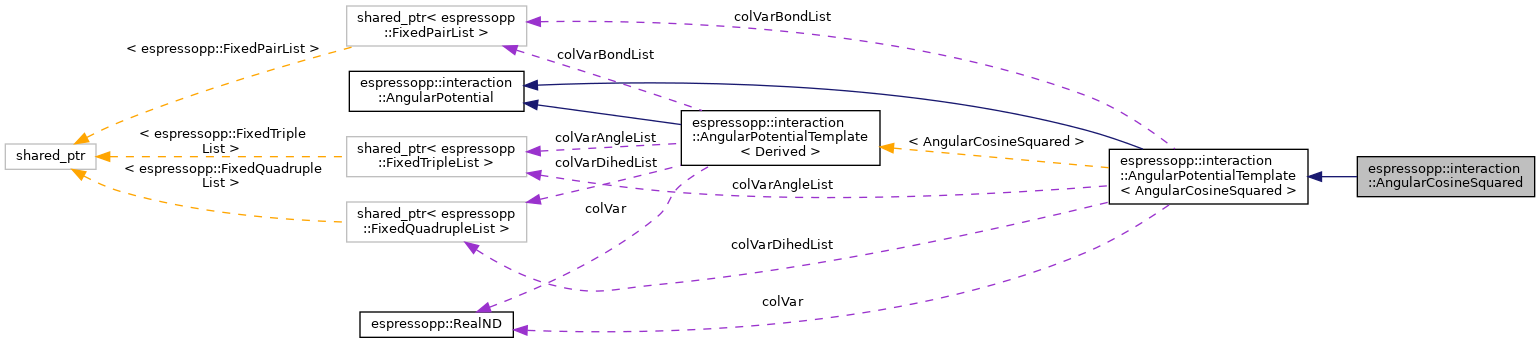 shared_ptr< espressopp
::FixedPairList >
colVarBondList
< espressopp::FixedPairList >
colVarBondList
espressopp::interaction
::AngularPotential
espressopp::interaction
::AngularPotentialTemplate
< Derived >
< espressopp::FixedTriple
List >
shared_ptr< espressopp
::FixedTripleList >
colVarAngleList
< AngularCosineSquared >
shared_ptr
colVarDihedList
espressopp::interaction
::AngularPotentialTemplate
< AngularCosineSquared >
espressopp::interaction
::AngularCosineSquared
< espressopp::FixedQuadruple
List >
colVarAngleList
shared_ptr< espressopp
::FixedQuadrupleList >
colVar
colVarDihedList
colVar
espressopp::RealND